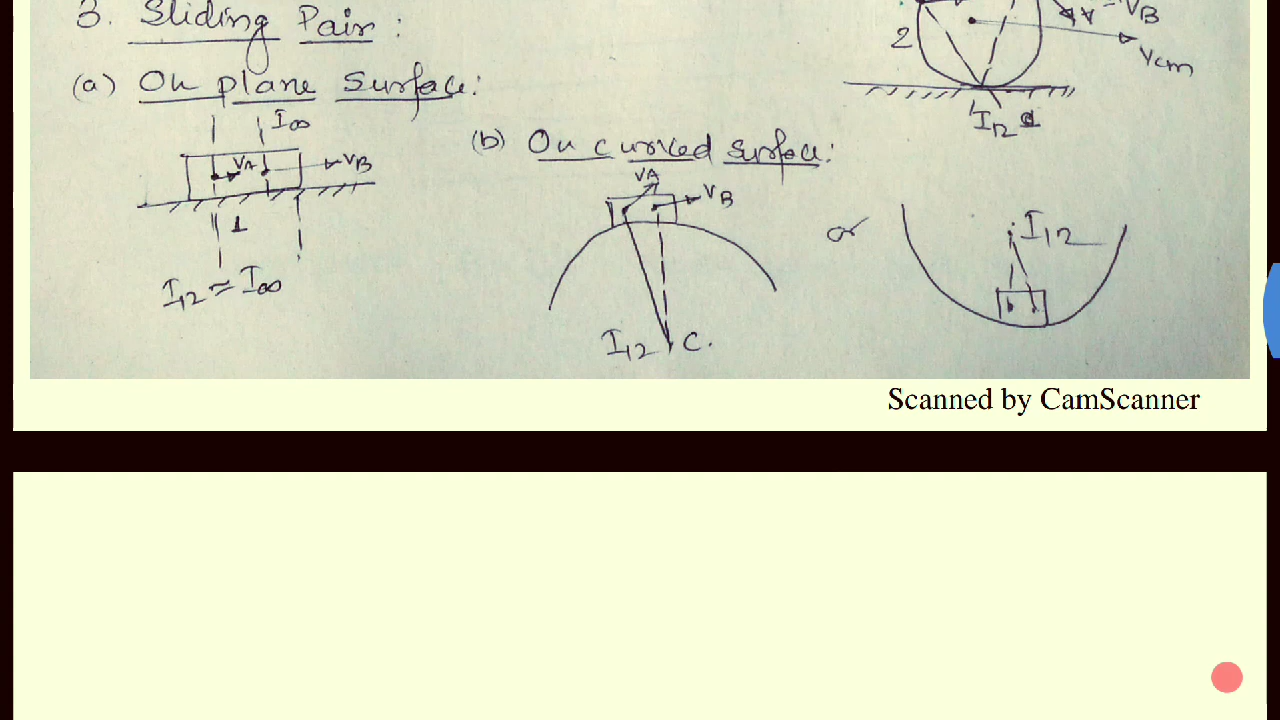 3. Sliding Pair :
(a) On plane Surface:
I∞
VA
VB
1
I12 = I∞
(b) On curved surface:
VA
VB
I12 C.
or
I12
2
VB
Vcm
I12
Scanned by CamScanner